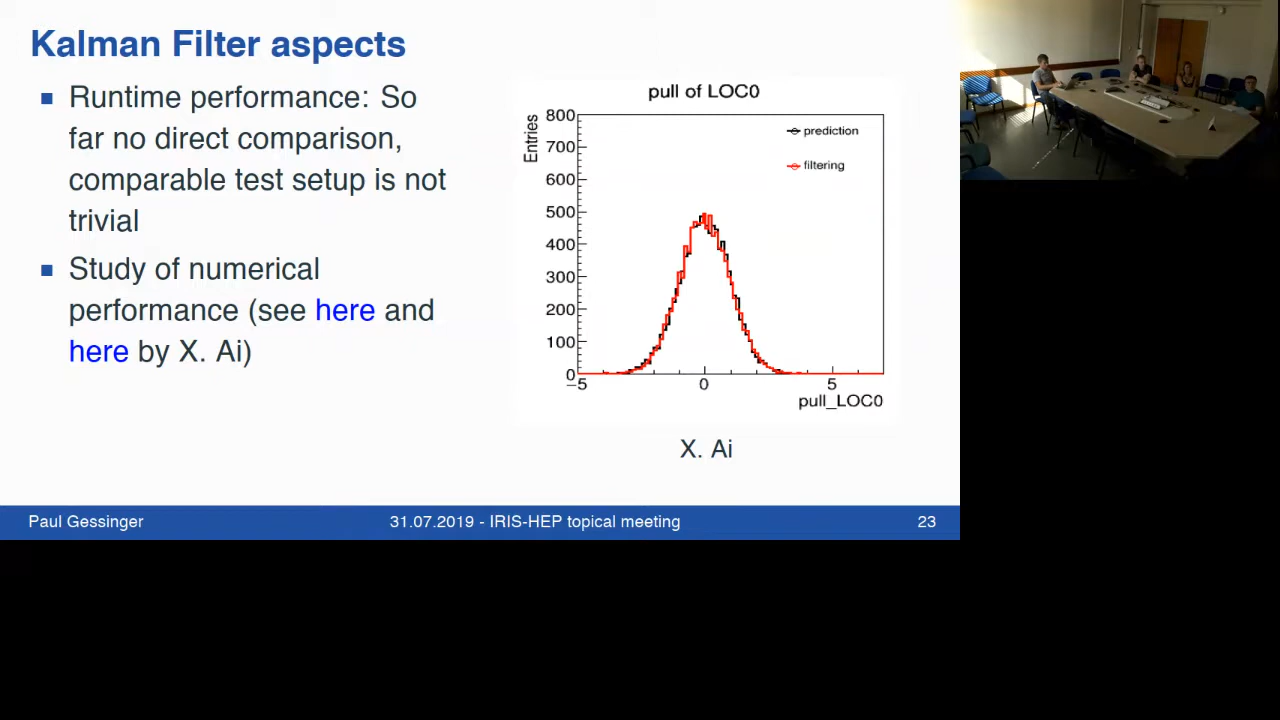 Kalman Filter aspects
Runtime performance: So
far no direct comparison,
comparable test setup is not
trivial
Study of numerical
performance (see here and
here by X. Ai)
pull of LOC0
Entries
800
700
600
500
400
300
200
100
0
prediction
filtering
−5 0 5
pull_LOC0
X. Ai
Paul Gessinger 31.07.2019 - IRIS-HEP topical meeting 23